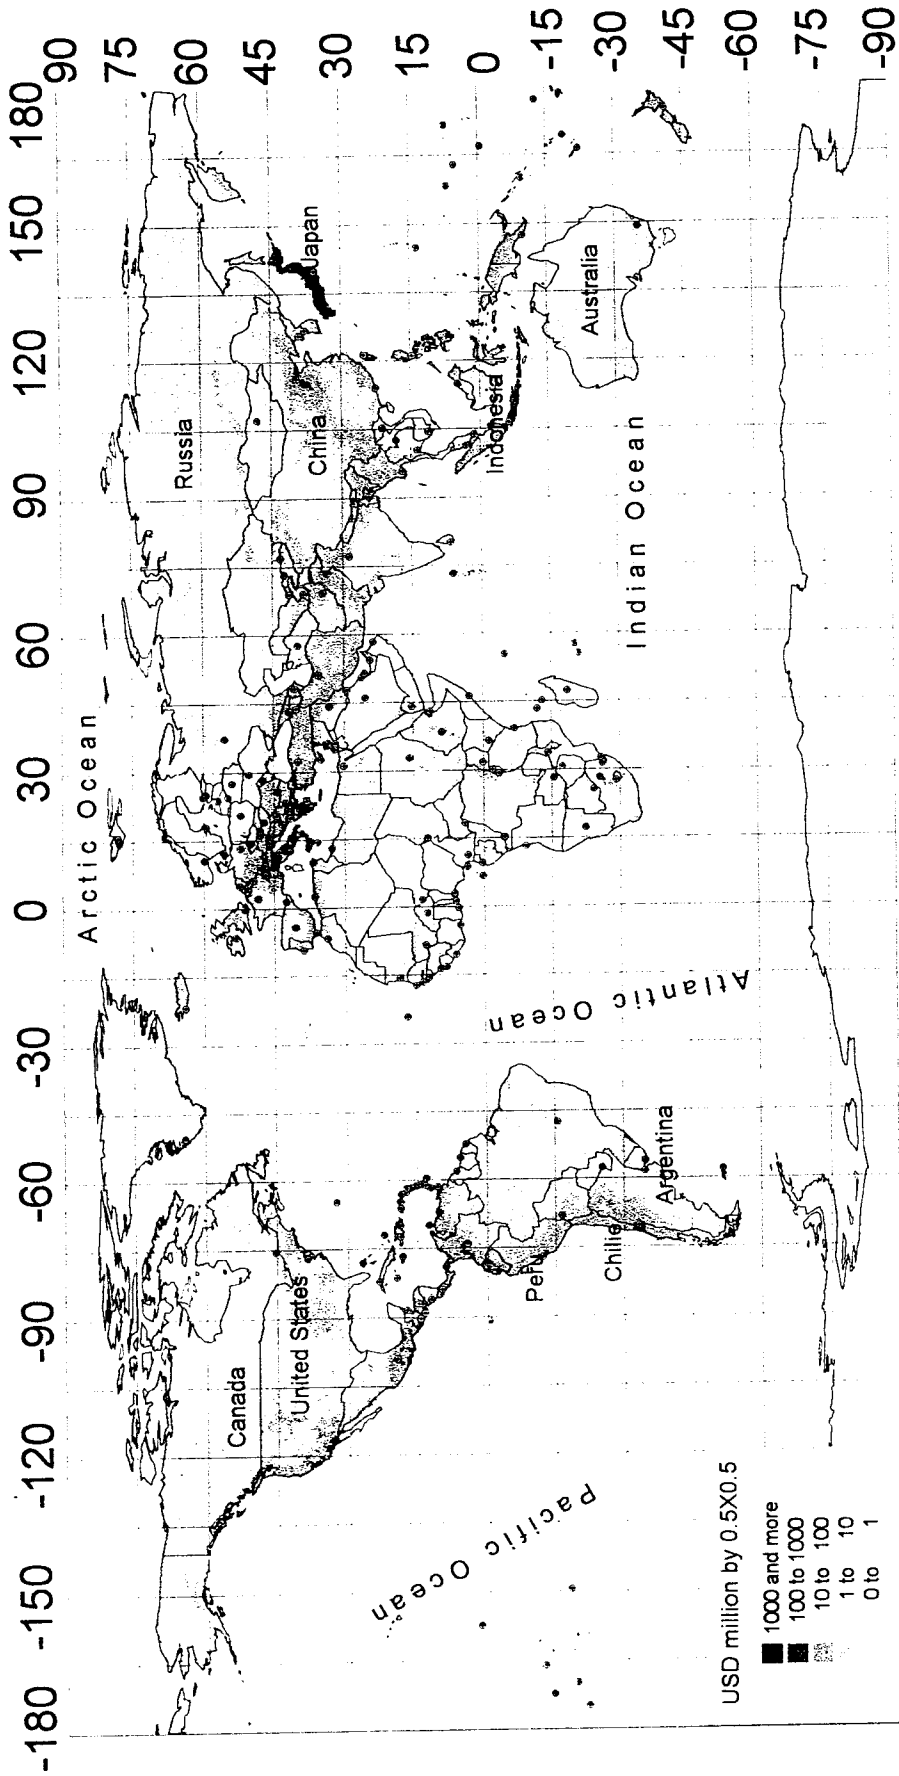 -180 -150 -120 -90 -60 -30 0 30 60 90 120 150 180
90
75
60
45
30
15
0
-15
-30
-45
-60
-75
-90
Arctic Ocean
Russia
Canada
United States
China
Japan
Pacific Ocean
Atlantic Ocean
Indonesia
Indian Ocean
Australia
Peru
Chilie
Argentina
USD million by 0.5X0.5
1000 and more
100 to 1000
10 to 100
1 to 10
0 to 1